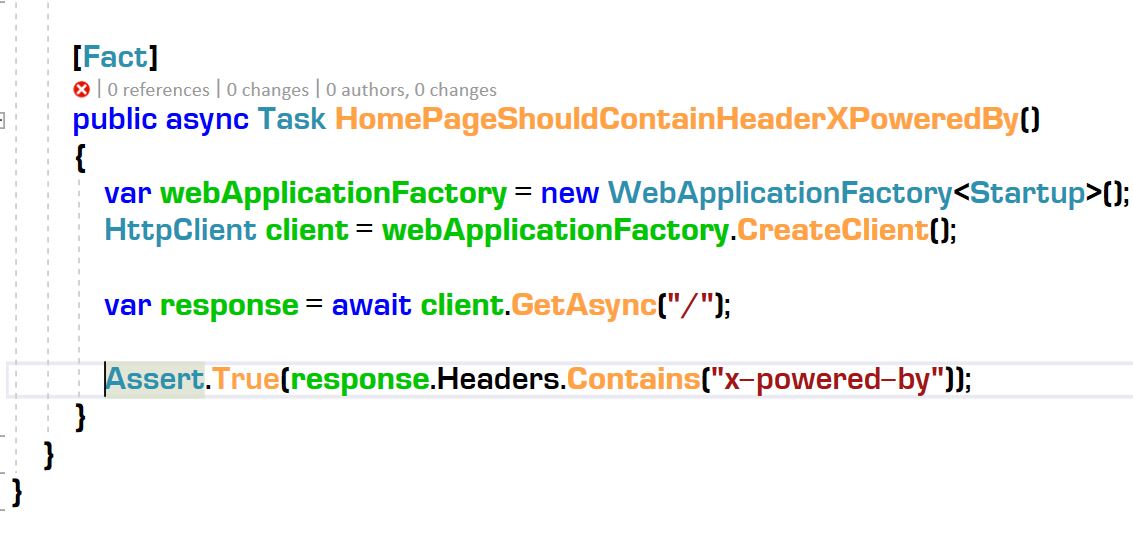 [Fact]
| 0 references | 0 changes | 0 authors, 0 changes
public async Task HomePageShouldContainHeaderXPoweredBy()
{
var webApplicationFactory = new WebApplicationFactory<Startup>();
HttpClient client = webApplicationFactory.CreateClient();
var response = await client.GetAsync("/");
Assert.True(response.Headers.Contains("x-powered-by"));
}
}
}